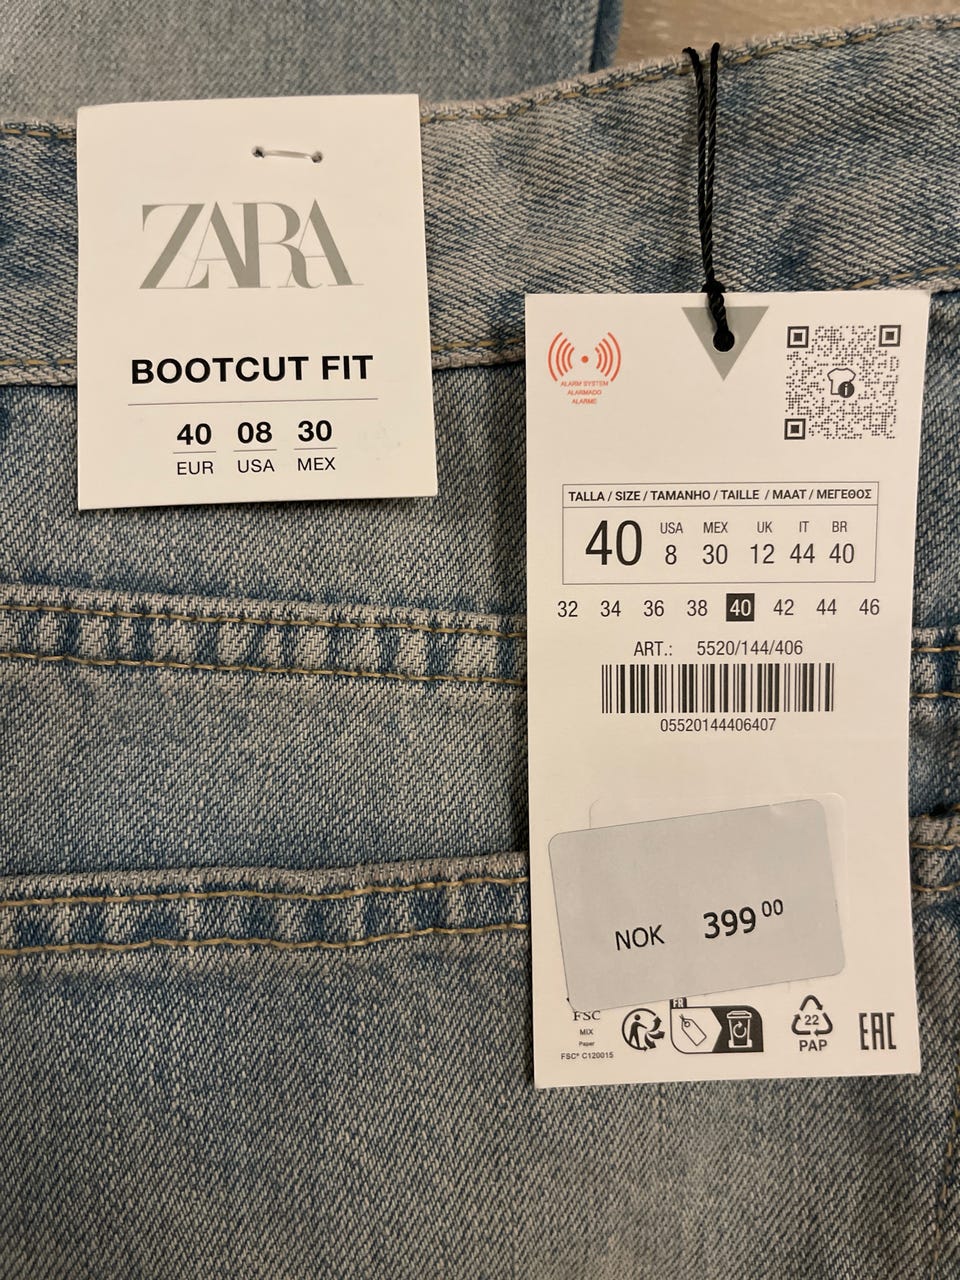 ZARA
BOOTCUT FIT
40 08 30
EUR USA MEX
ALARM SYSTEM
ALARMADO
ALARME
TALLA / SIZE / TAMANHO / TAILLE / MAAT / ΜΕΓΕΘΟΣ
USA MEX UK IT BR
40 8 30 12 44 40
32 34 36 38 40 42 44 46
ART.: 5520/144/406
05520144406407
NOK 399 00
FR
FSC
MIX
Paper
FSC® C120015
22
PAP
EAC